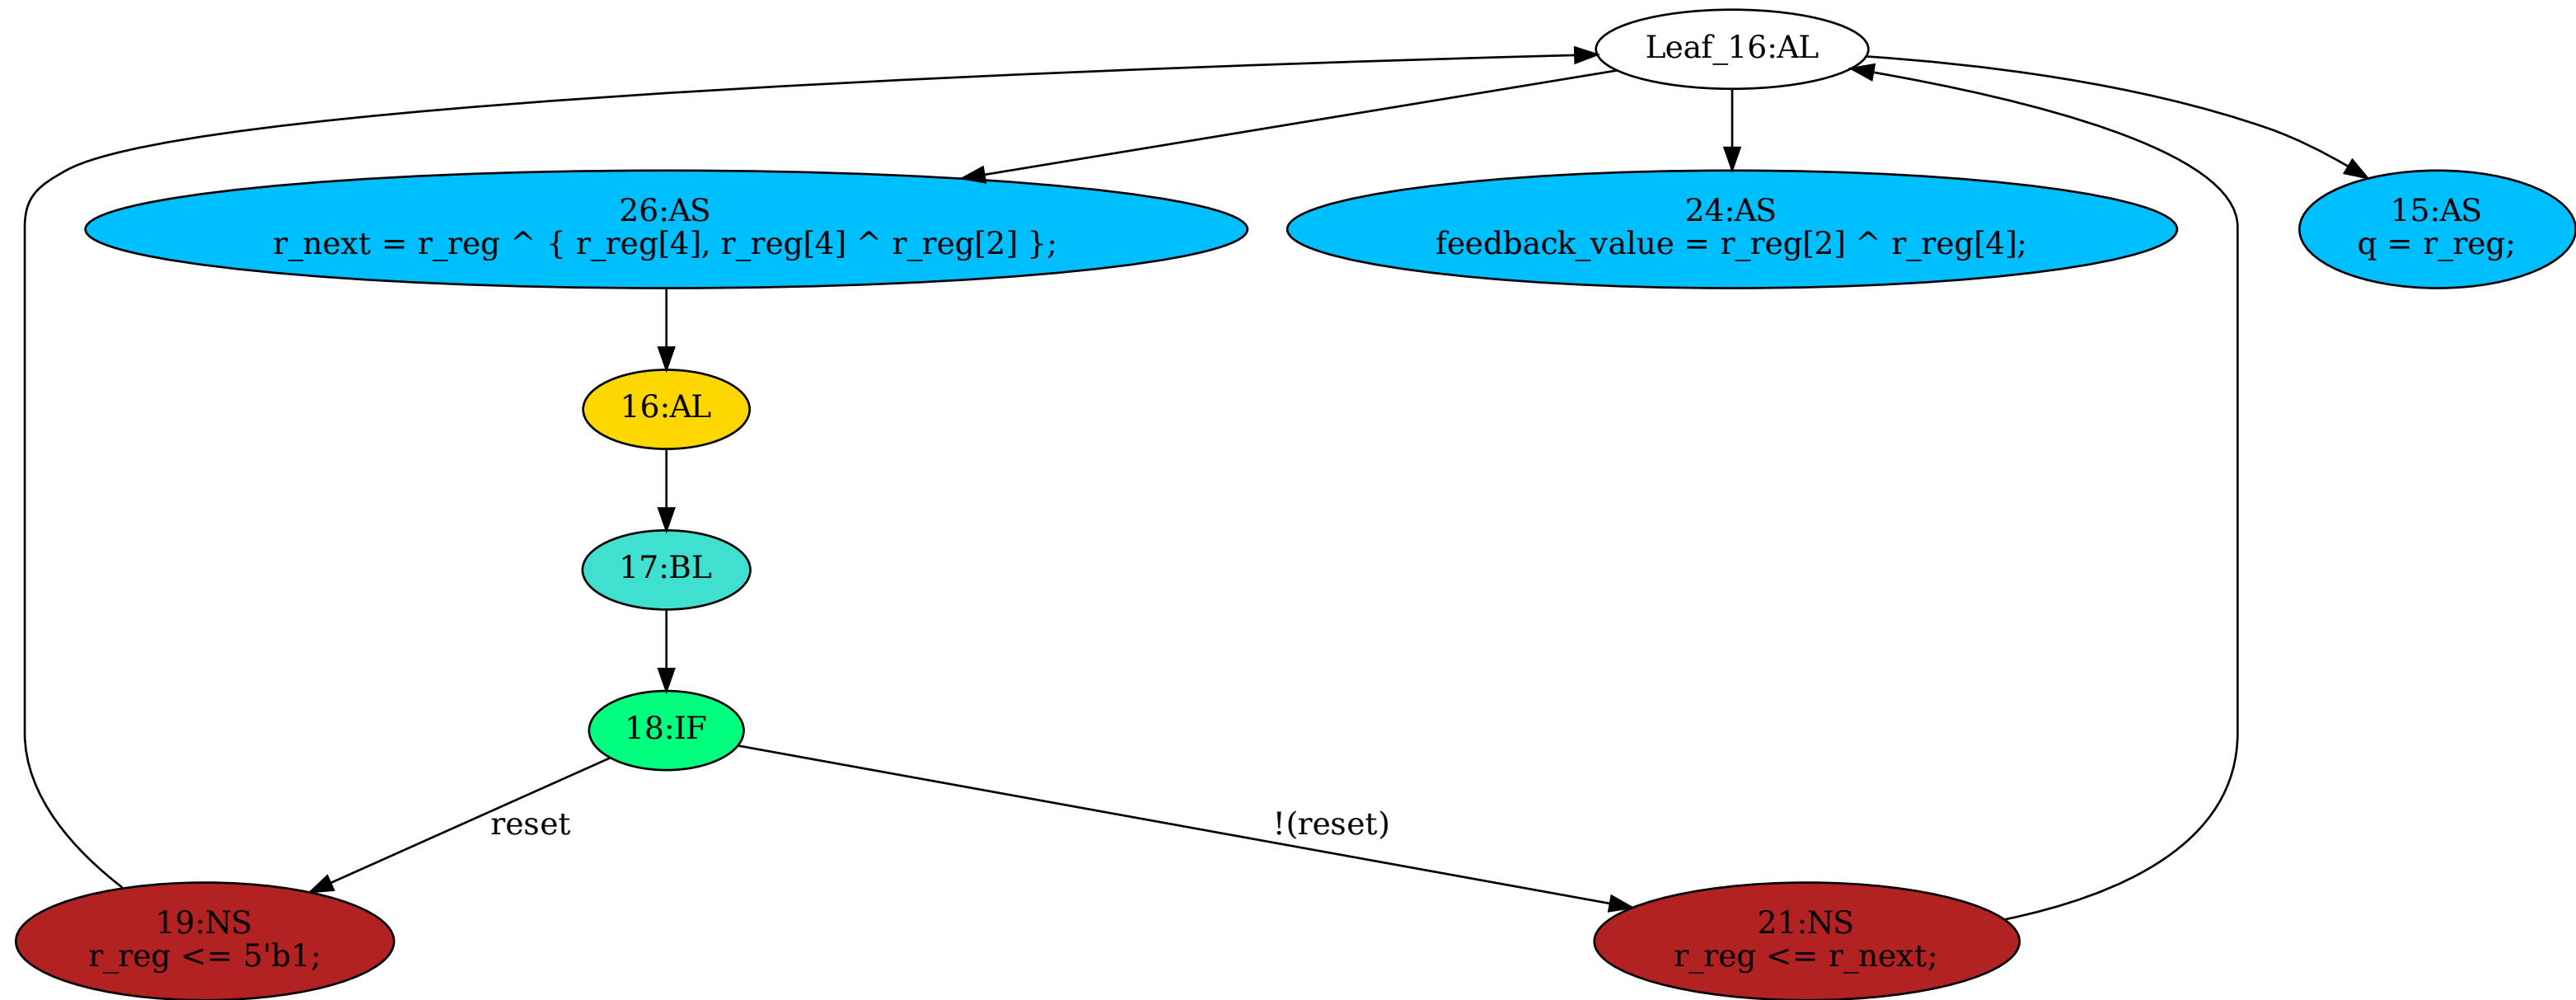 Leaf_16:AL
26:AS
r_next = r_reg ^ { r_reg[4], r_reg[4] ^ r_reg[2] };
24:AS
feedback_value = r_reg[2] ^ r_reg[4];
15:AS
q = r_reg;
16:AL
17:BL
18:IF
reset
!(reset)
19:NS
r_reg <= 5'b1;
21:NS
r_reg <= r_next;